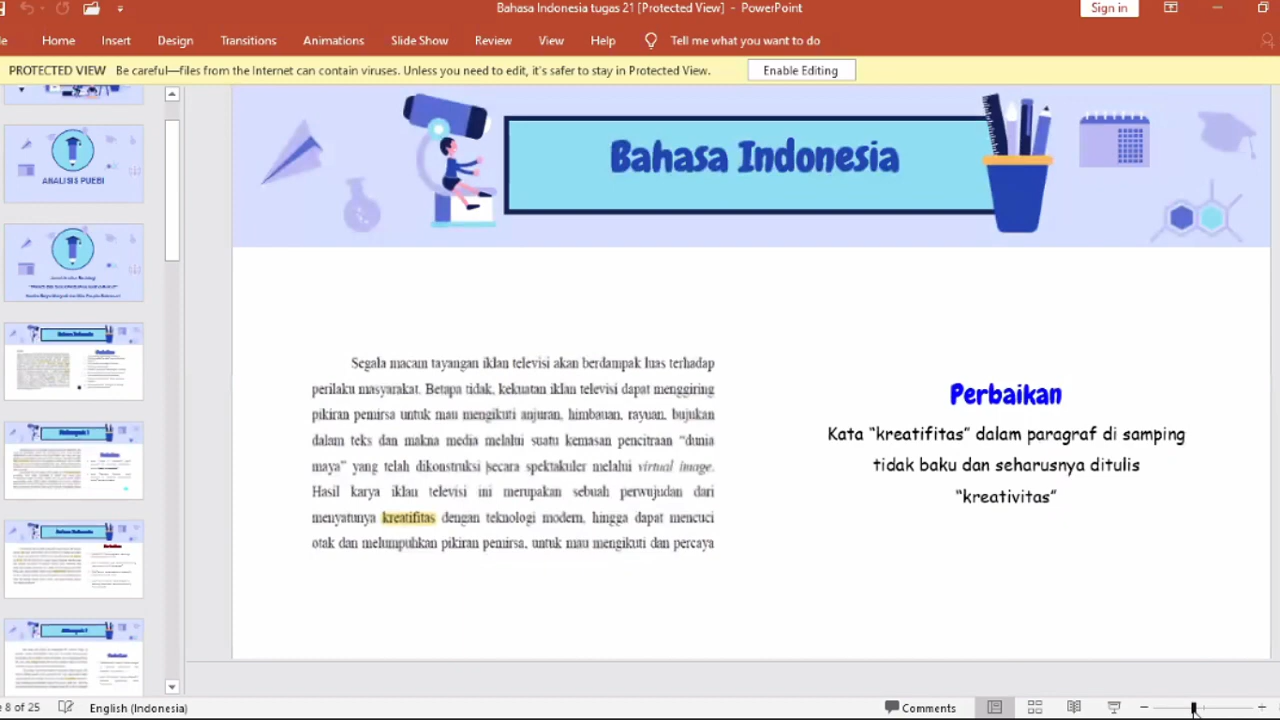 Bahasa Indonesia tugas 21 [Protected View] - PowerPoint
Sign in
Home Insert Design Transitions Animations Slide Show Review View Help Tell me what you want to do
PROTECTED VIEW Be careful—files from the Internet can contain viruses. Unless you need to edit, it's safer to stay in Protected View. Enable Editing
ANALISIS PUEBI
Bahasa Indonesia
Segala macam tayangan iklan televisi akan berdampak luas terhadap
perilaku masyarakat. Betapa tidak, kekuatan iklan televisi dapat menggiring
pikiran pemirsa untuk mau mengikuti anjuran, himbauan, rayuan, bujukan
dalam teks dan makna media melalui suatu kemasan pencitraan "dunia
maya" yang telah dikonstruksi secara spektakuler melalui virtual image.
Hasil karya iklan televisi ini merupakan sebuah perwujudan dari
menyatunya kreatifitas dengan teknologi modern, hingga dapat mencuci
otak dan melumpuhkan pikiran pemirsa, untuk mau mengikuti dan percaya
Perbaikan
Kata "kreatifitas" dalam paragraf di samping
tidak baku dan seharusnya ditulis
"kreativitas"
Bahasa Indonesia
Kelompok 1
Bahasa Indonesia
8 of 25 English (Indonesia) Comments